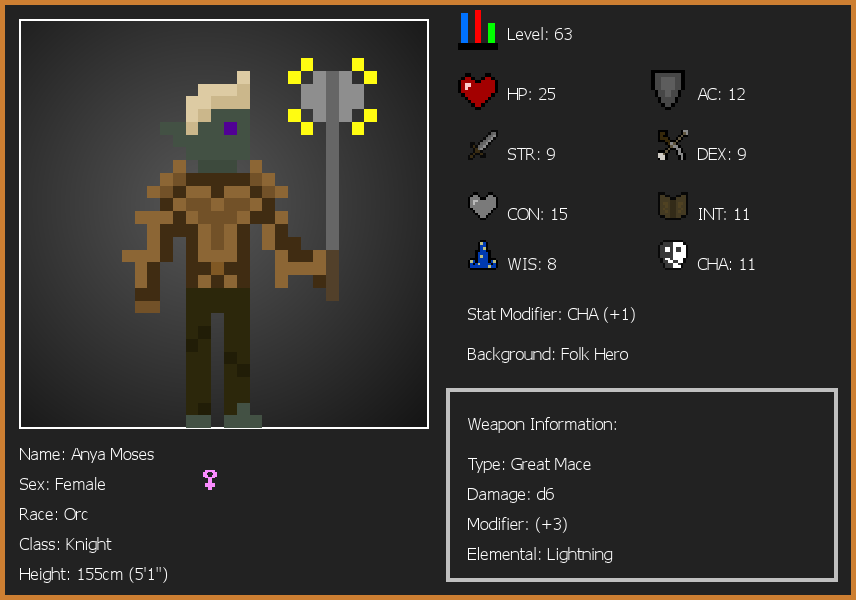 Level: 63
HP: 25
AC: 12
STR: 9
DEX: 9
CON: 15
INT: 11
WIS: 8
CHA: 11
Stat Modifier: CHA (+1)
Background: Folk Hero
Weapon Information:
Type: Great Mace
Damage: d6
Modifier: (+3)
Elemental: Lightning
Name: Anya Moses
Sex: Female
Race: Orc
Class: Knight
Height: 155cm (5'1")